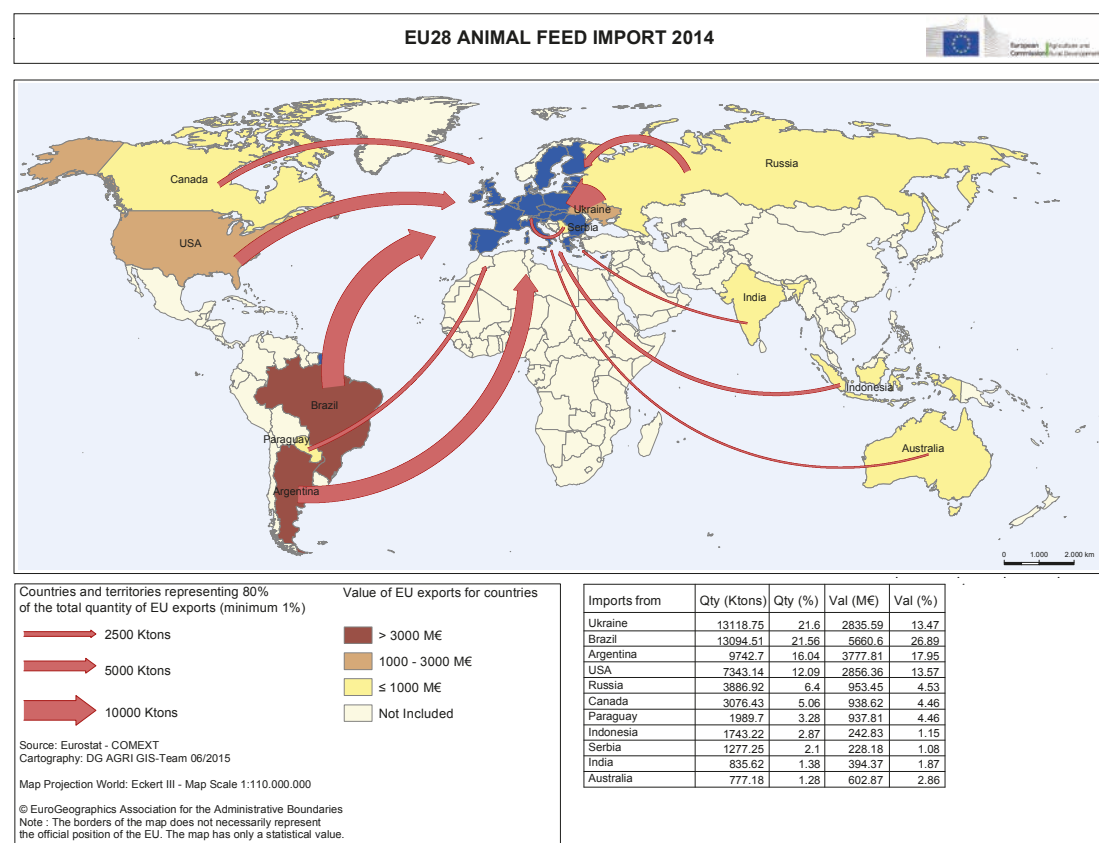 EU28 ANIMAL FEED IMPORT 2014
European Commission
Agriculture and Rural Development
Canada
Russia
USA
Ukraine
Serbia
India
Brazil
Indonesia
Paraguay
Australia
Argentina
0 1.000 2.000 km
Countries and territories representing 80%
of the total quantity of EU exports (minimum 1%)
2500 Ktons
5000 Ktons
10000 Ktons
Value of EU exports for countries
> 3000 M€
1000 - 3000 M€
≤ 1000 M€
Not Included
Source: Eurostat - COMEXT
Cartography: DG AGRI GIS-Team 06/2015
Map Projection World: Eckert III - Map Scale 1:110.000.000
© EuroGeographics Association for the Administrative Boundaries
Note : The borders of the map does not necessarily represent
the official position of the EU. The map has only a statistical value.
Imports from Qty (Ktons) Qty (%) Val (M€) Val (%)
Ukraine 13118.75 21.6 2835.59 13.47
Brazil 13094.51 21.56 5660.6 26.89
Argentina 9742.7 16.04 3777.81 17.95
USA 7343.14 12.09 2856.36 13.57
Russia 3886.92 6.4 953.45 4.53
Canada 3076.43 5.06 938.62 4.46
Paraguay 1989.7 3.28 937.81 4.46
Indonesia 1743.22 2.87 242.83 1.15
Serbia 1277.25 2.1 228.18 1.08
India 835.62 1.38 394.37 1.87
Australia 777.18 1.28 602.87 2.86